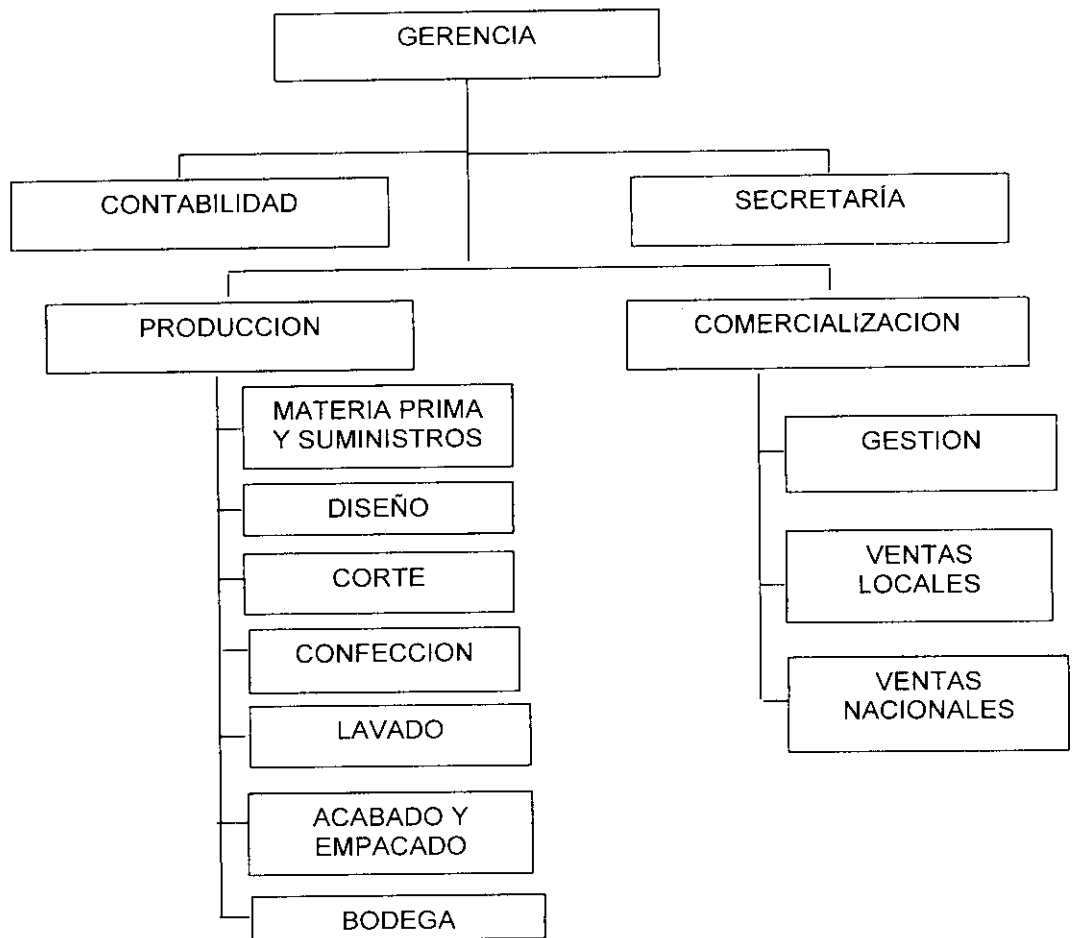 GERENCIA
CONTABILIDAD
SECRETARÍA
PRODUCCION
COMERCIALIZACION
MATERIA PRIMA
Y SUMINISTROS
DISEÑO
CORTE
CONFECCION
LAVADO
ACABADO Y
EMPACADO
BODEGA
GESTION
VENTAS
LOCALES
VENTAS
NACIONALES